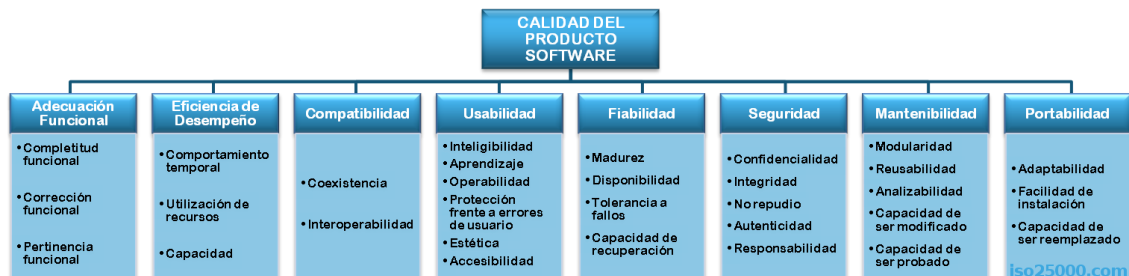 CALIDAD DEL
PRODUCTO
SOFTWARE
Adecuación
Funcional
• Completitud
funcional
• Corrección
funcional
• Pertinencia
funcional
Eficiencia de
Desempeño
• Comportamiento
temporal
• Utilización de
recursos
• Capacidad
Compatibilidad
• Coexistencia
• Interoperabilidad
Usabilidad
• Inteligibilidad
• Aprendizaje
• Operabilidad
• Protección
frente a errores
de usuario
• Estética
• Accesibilidad
Fiabilidad
• Madurez
• Disponibilidad
• Tolerancia a
fallos
• Capacidad de
recuperación
Seguridad
• Confidencialidad
• Integridad
• No repudio
• Autenticidad
• Responsabilidad
Mantenibilidad
• Modularidad
• Reusabilidad
• Analizabilidad
• Capacidad de
ser modificado
• Capacidad de
ser probado
Portabilidad
• Adaptabilidad
• Facilidad de
instalación
• Capacidad de
ser reemplazado
iso25000.com